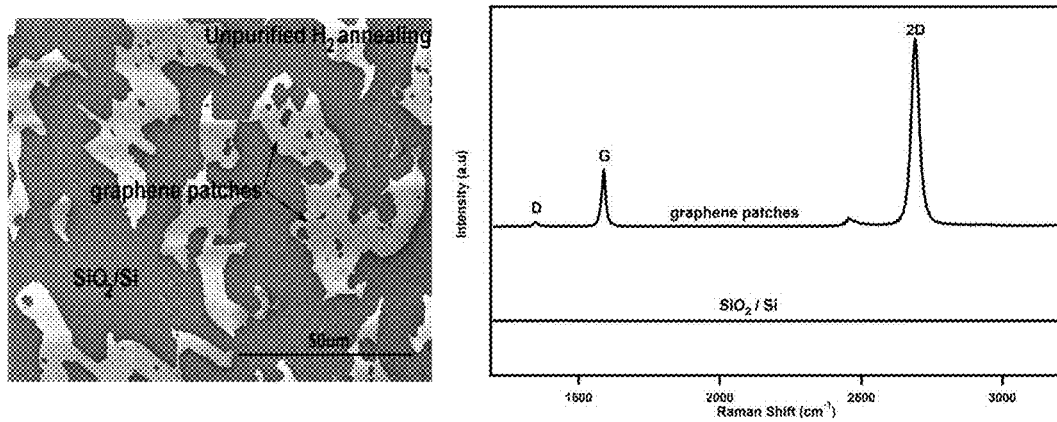 Unpurified H₂ annealing
graphene patches
SiO₂/Si
50um
2D
G
D
graphene patches
SiO₂ / Si
Intensity (a.u)
1500 2000 2500 3000
Raman Shift (cm⁻¹)